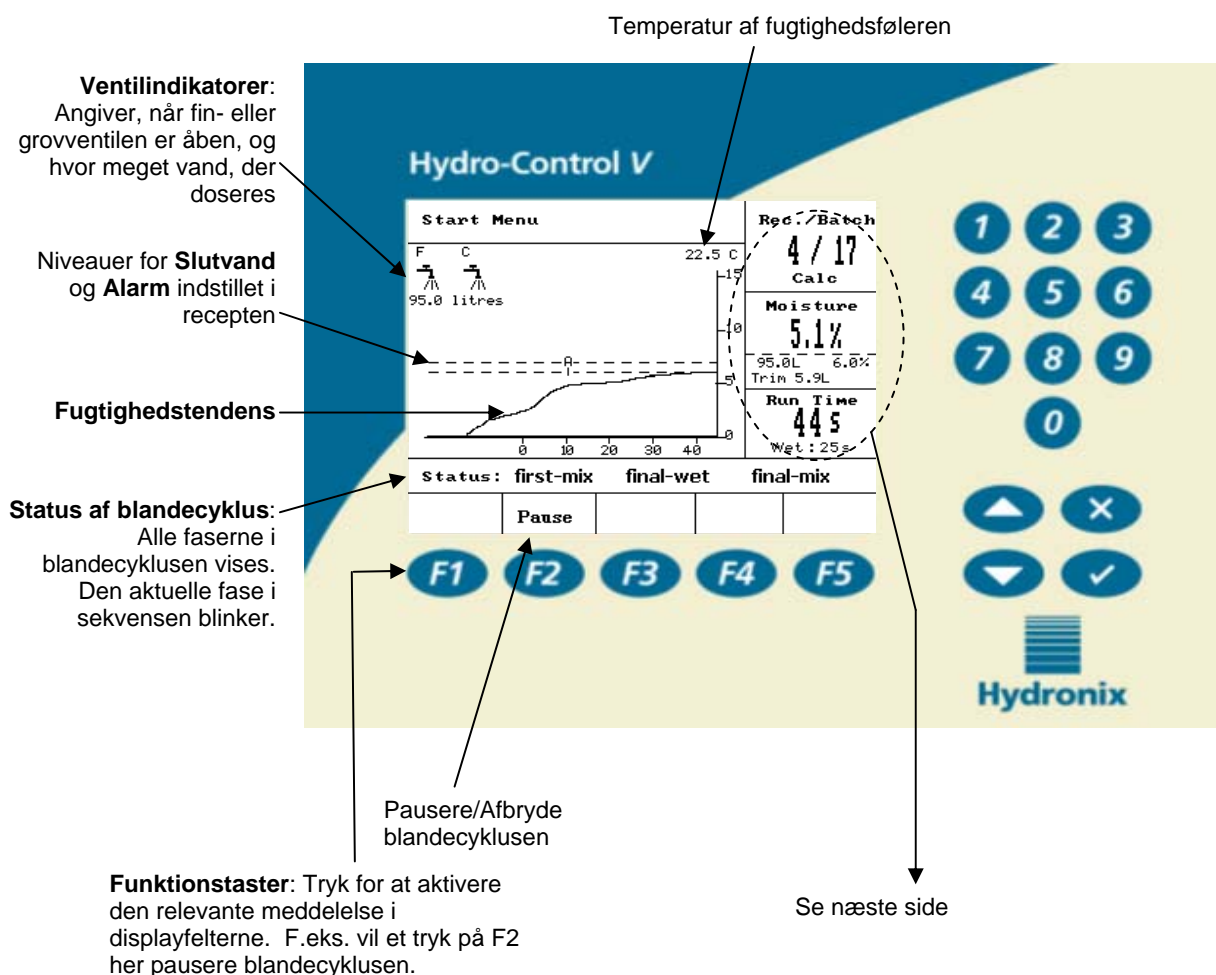 Temperatur af fugtighedsføleren
Ventilindikatorer:
Angiver, når fin- eller
grovventilen er åben, og
hvor meget vand, der
doseres
Niveauer for Slutvand
og Alarm indstillet i
recepten
Fugtighedstendens
Status af blandecyklus:
Alle faserne i
blandecyklusen vises.
Den aktuelle fase i
sekvensen blinker.
Hydro-Control V
Start Menu
F C
22.5 C
95.0 litres
15
10
A
5
0
0 10 20 30 40
Rec./Batch
4 / 17
Calc
Moisture
5.1%
95.0L 6.0%
Trim 5.9L
Run Time
44s
Wet:25s
Status: first-mix final-wet final-mix
Pause
F1 F2 F3 F4 F5
1 2 3
4 5 6
7 8 9
0
Hydronix
Pausere/Afbryde
blandecyklusen
Funktionstaster: Tryk for at aktivere
den relevante meddelelse i
displayfelterne. F.eks. vil et tryk på F2
her pausere blandecyklusen.
Se næste side